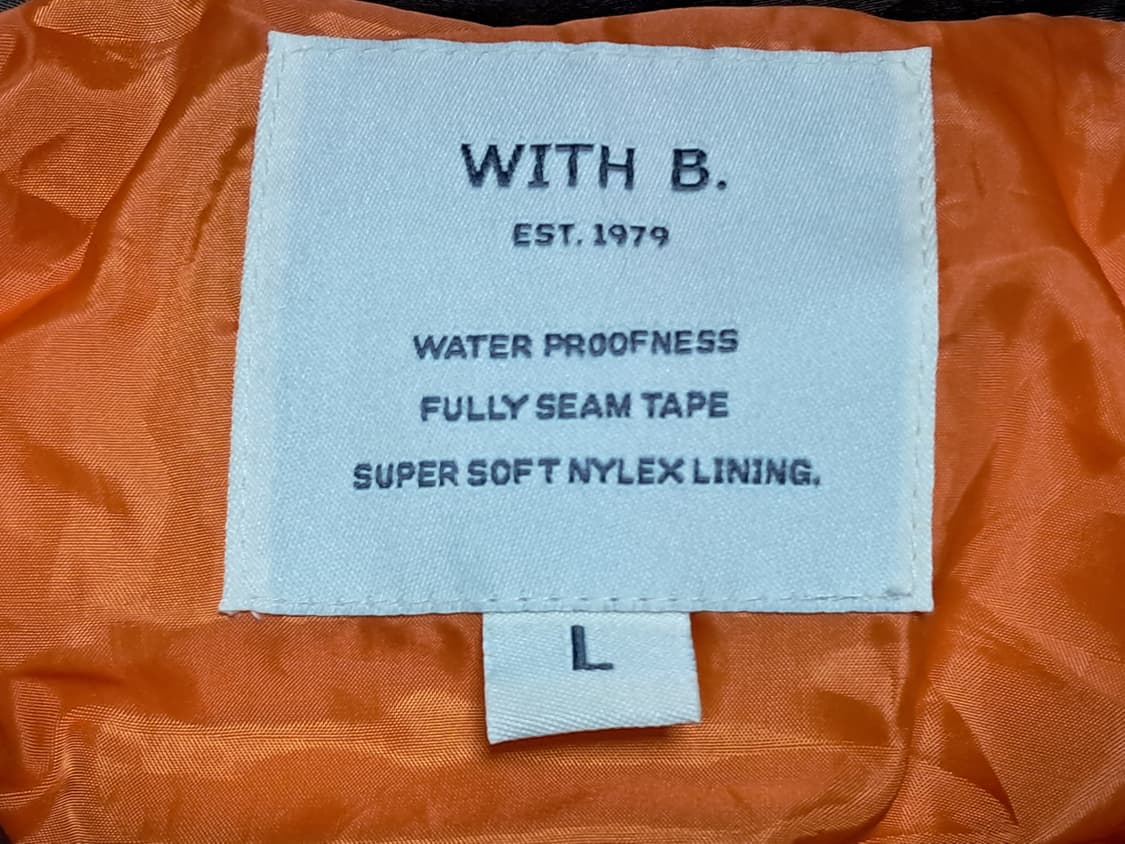 WITH B.
EST. 1979
WATER PROOFNESS
FULLY SEAM TAPE
SUPER SOFT NYLEX LINING.
L